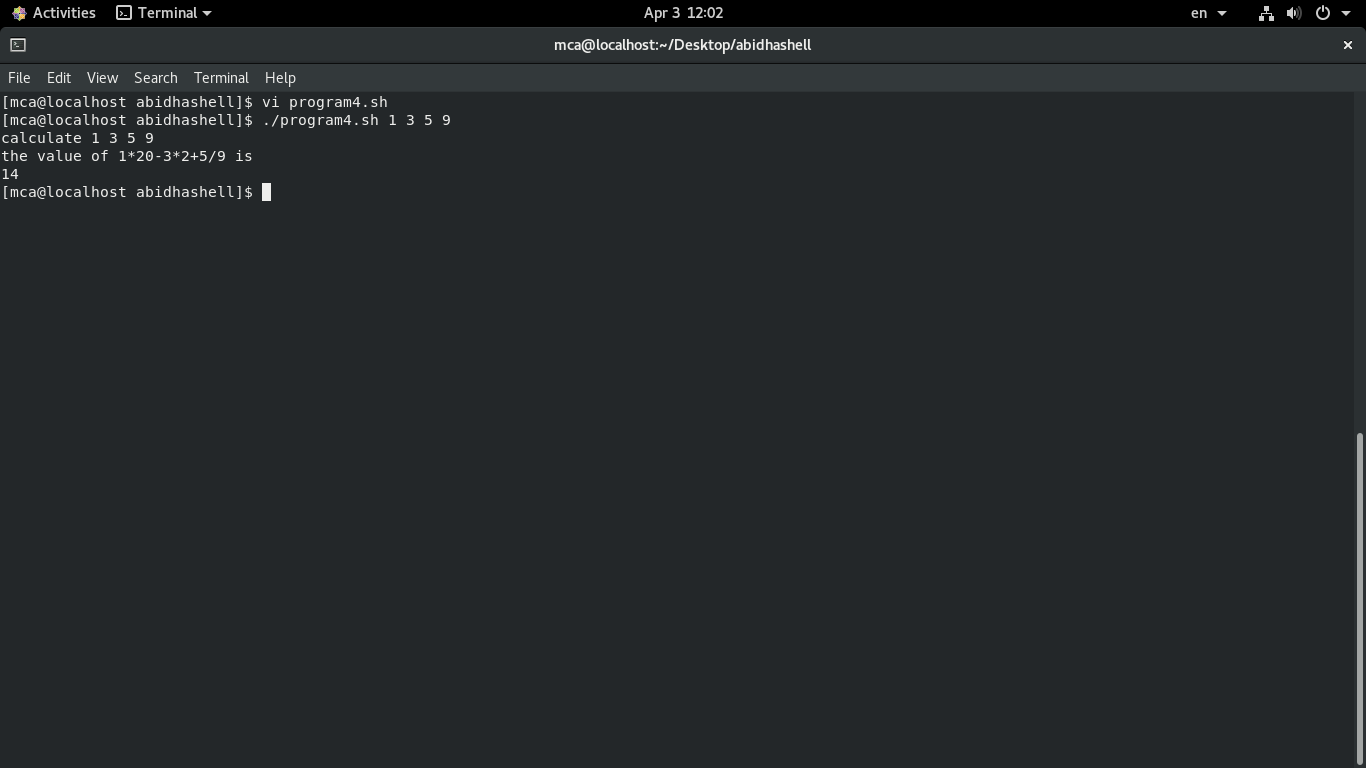 Activities Terminal Apr 3 12:02 en
mca@localhost:~/Desktop/abidhashell
File Edit View Search Terminal Help
[mca@localhost abidhashell]$ vi program4.sh
[mca@localhost abidhashell]$ ./program4.sh 1 3 5 9
calculate 1 3 5 9
the value of 1*20-3*2+5/9 is
14
[mca@localhost abidhashell]$